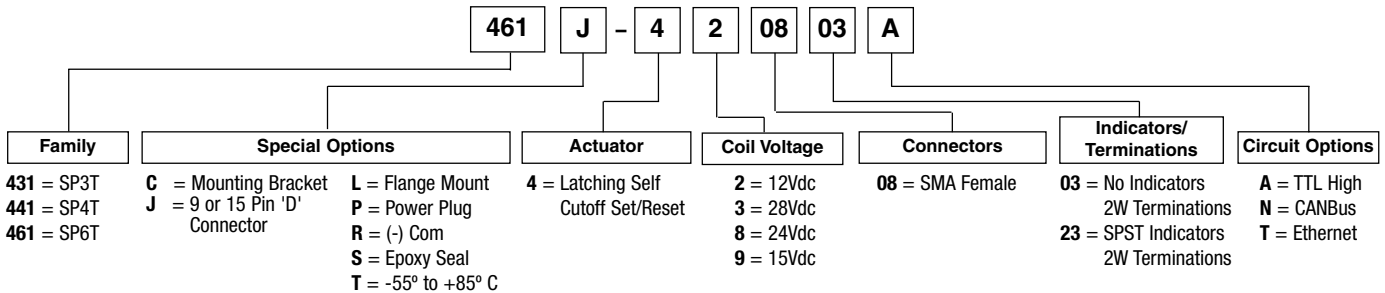 461 J – 4 2 08 03 A
Family
431 = SP3T
441 = SP4T
461 = SP6T
Special Options
C = Mounting Bracket
J = 9 or 15 Pin 'D'
Connector
L = Flange Mount
P = Power Plug
R = (-) Com
S = Epoxy Seal
T = -55º to +85º C
Actuator
4 = Latching Self
Cutoff Set/Reset
Coil Voltage
2 = 12Vdc
3 = 28Vdc
8 = 24Vdc
9 = 15Vdc
Connectors
08 = SMA Female
Indicators/
Terminations
03 = No Indicators
2W Terminations
23 = SPST Indicators
2W Terminations
Circuit Options
A = TTL High
N = CANBus
T = Ethernet